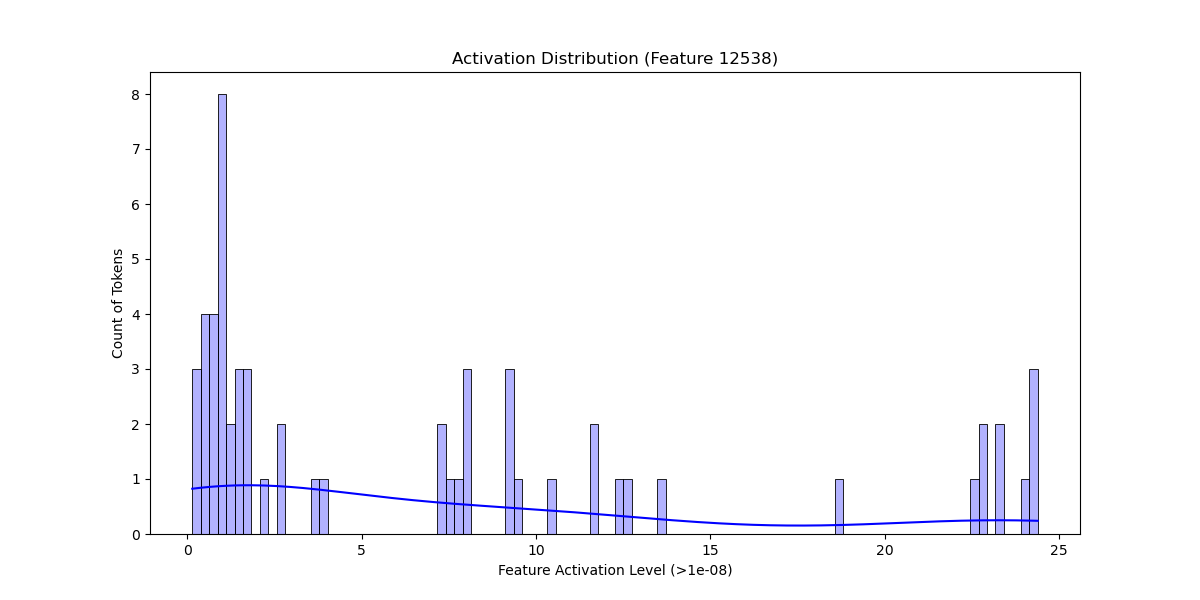 Activation Distribution (Feature 12538)
8
7
6
5
4
3
2
1
0
Count of Tokens
0 5 10 15 20 25
Feature Activation Level (>1e-08)